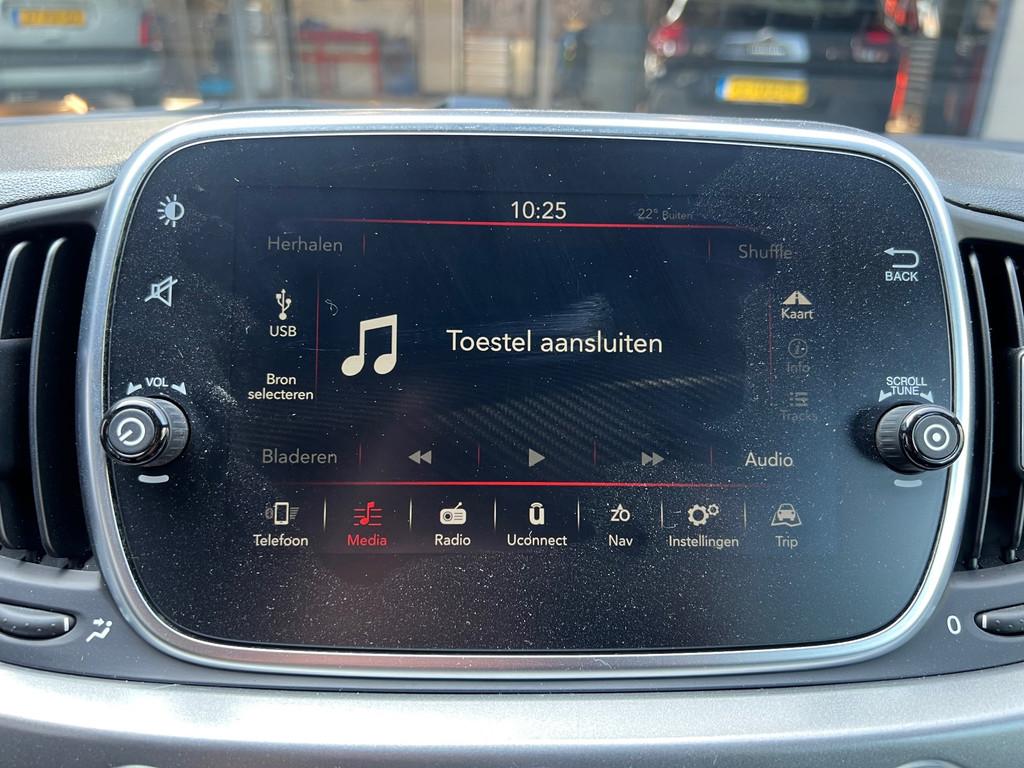 10:25
22° Buiten
Herhalen
Shuffle
BACK
USB
Kaart
Toestel aansluiten
Info
Bron
selecteren
VOL
SCROLL
TUNE
Tracks
Bladeren
Audio
Telefoon
Media
Radio
Uconnect
Nav
Instellingen
Trip
0